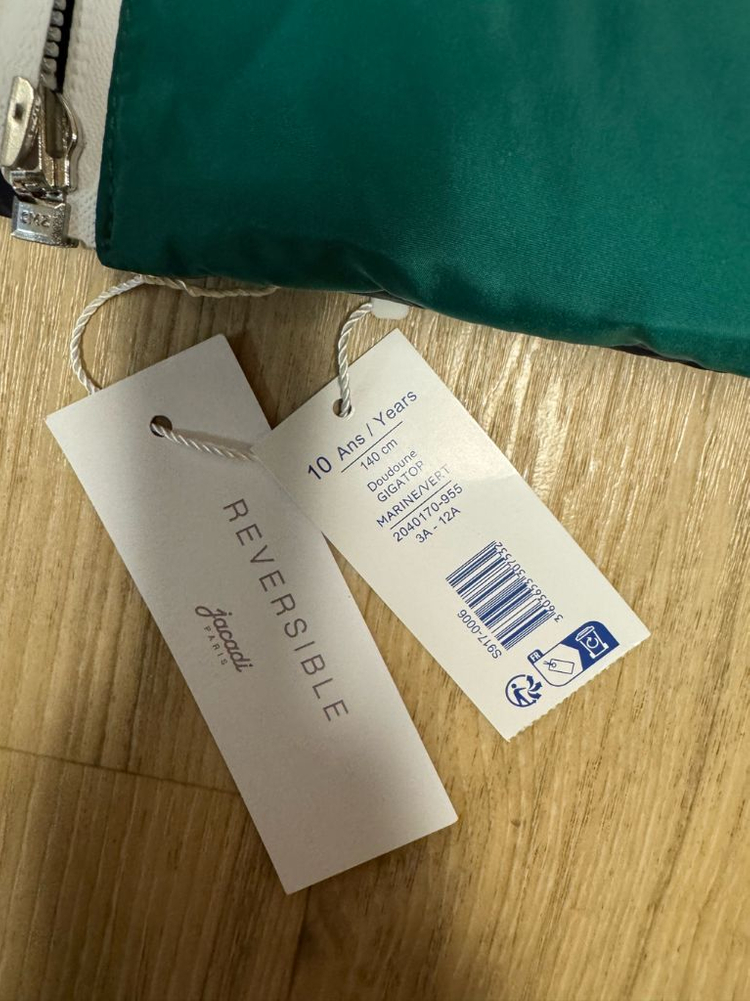 10 Ans / Years
140 cm
Doudoune
GIGATOP
MARINE/VERT
2040170-955
3A - 12A
S917-0006
FR
REVERSIBLE
jacadi
PARIS